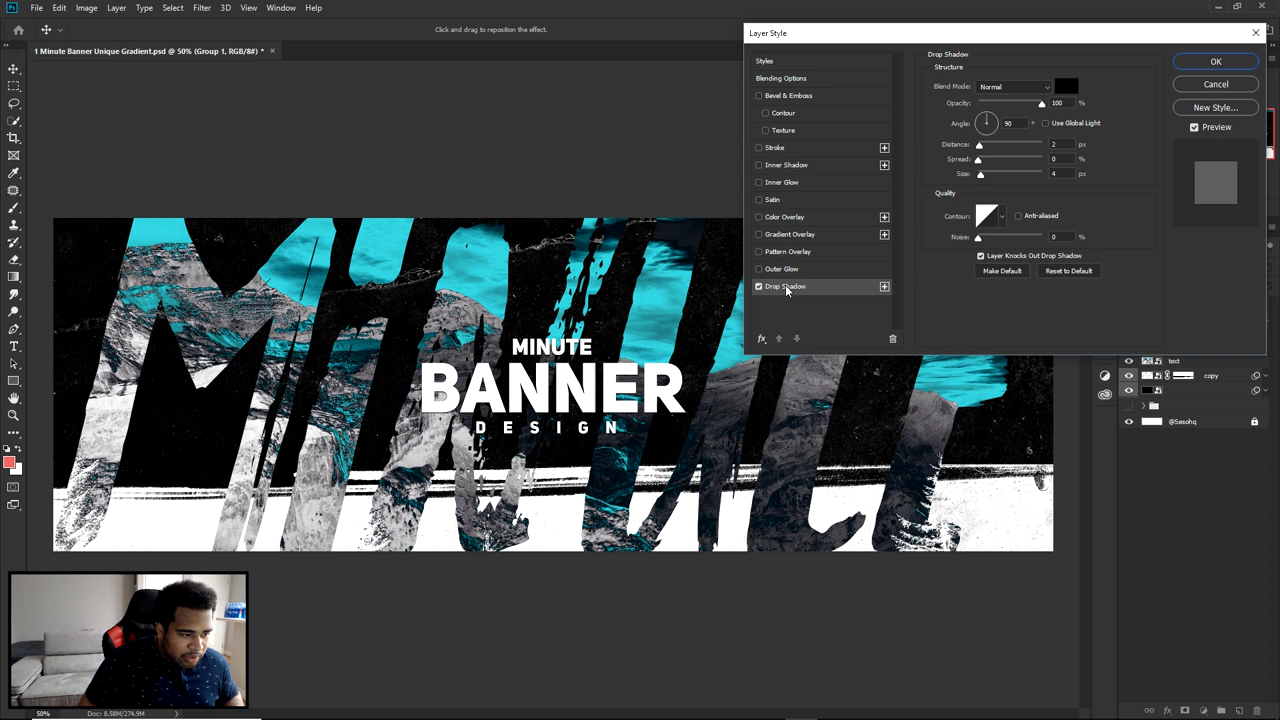 Ps File Edit Image Layer Type Select Filter 3D View Window Help
Click and drag to reposition the effect.
1 Minute Banner Unique Gradient.psd @ 50% (Group 1, RGB/8#) *
Layer Style
Styles
Blending Options
Bevel & Emboss
Contour
Texture
Stroke
Inner Shadow
Inner Glow
Satin
Color Overlay
Gradient Overlay
Pattern Overlay
Outer Glow
Drop Shadow
fx
Drop Shadow
Structure
Blend Mode: Normal
Opacity: 100 %
Angle: 90 ° Use Global Light
Distance: 2 px
Spread: 0 %
Size: 4 px
Quality
Contour: Anti-aliased
Noise: 0 %
Layer Knocks Out Drop Shadow
Make Default Reset to Default
OK
Cancel
New Style...
Preview
MINUTE
MINUTE
BANNER
DESIGN
text
copy
@Sesohq
50% Doc: 8.58M/274.9M
fx